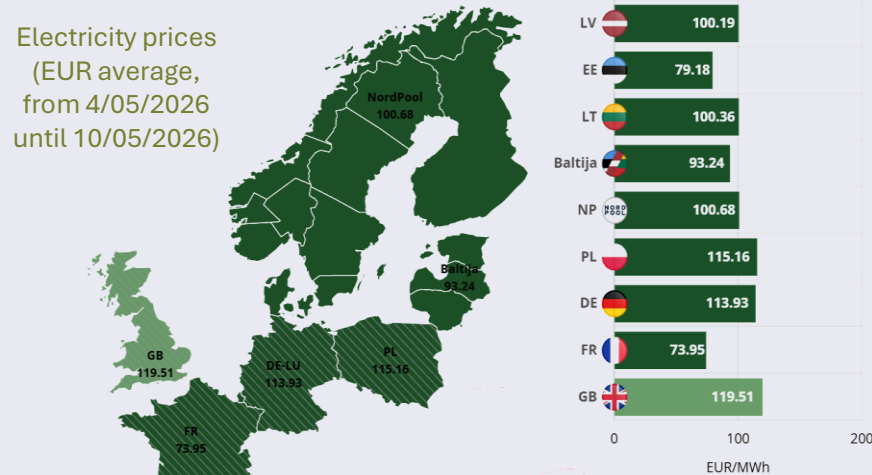 Electricity prices
(EUR average,
from 4/05/2026
until 10/05/2026)
NordPool
100.68
Baltija
93.24
GB
119.51
DE-LU
113.93
PL
115.16
FR
73.95
LV 100.19
EE 79.18
LT 100.36
Baltija 93.24
NP NORD POOL 100.68
PL 115.16
DE 113.93
FR 73.95
GB 119.51
0 100 200
EUR/MWh